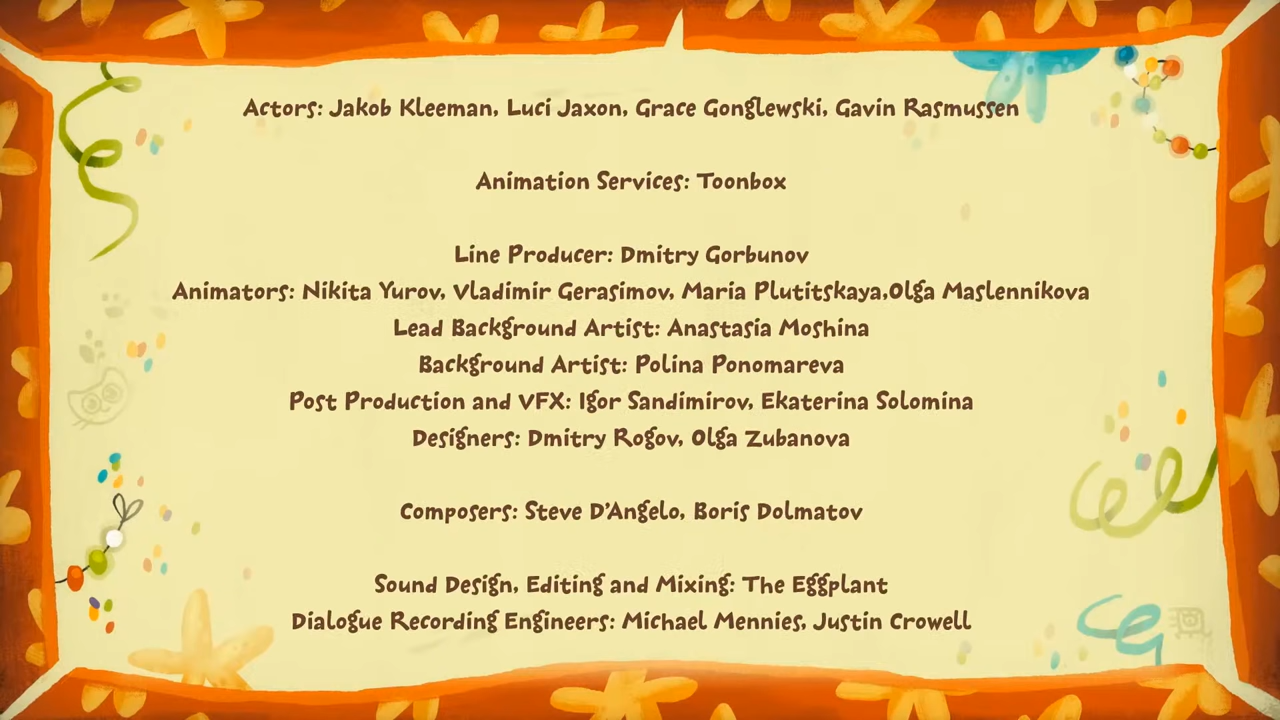 Actors: Jakob Kleeman, Luci Jaxon, Grace Gonglewski, Gavin Rasmussen
Animation Services: Toonbox
Line Producer: Dmitry Gorbunov
Animators: Nikita Yurov, Vladimir Gerasimov, Maria Plutitskaya,Olga Maslennikova
Lead Background Artist: Anastasia Moshina
Background Artist: Polina Ponomareva
Post Production and VFX: Igor Sandimirov, Ekaterina Solomina
Designers: Dmitry Rogov, Olga Zubanova
Composers: Steve D'Angelo, Boris Dolmatov
Sound Design, Editing and Mixing: The Eggplant
Dialogue Recording Engineers: Michael Mennies, Justin Crowell